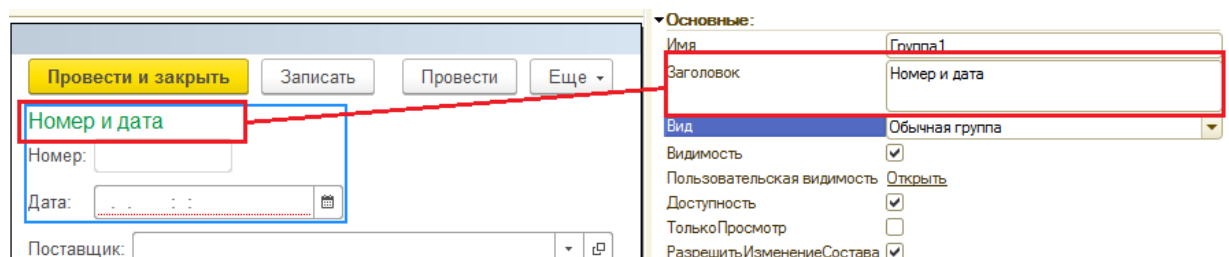 Провести и закрыть Записать Провести Еще
Номер и дата
Номер:
Дата: . . : :
Поставщик:
Основные:
Имя Группа1
Заголовок Номер и дата
Вид Обычная группа
Видимость
Пользовательская видимость Открыть
Доступность
ТолькоПросмотр
РазрешитьИзменениеСостава